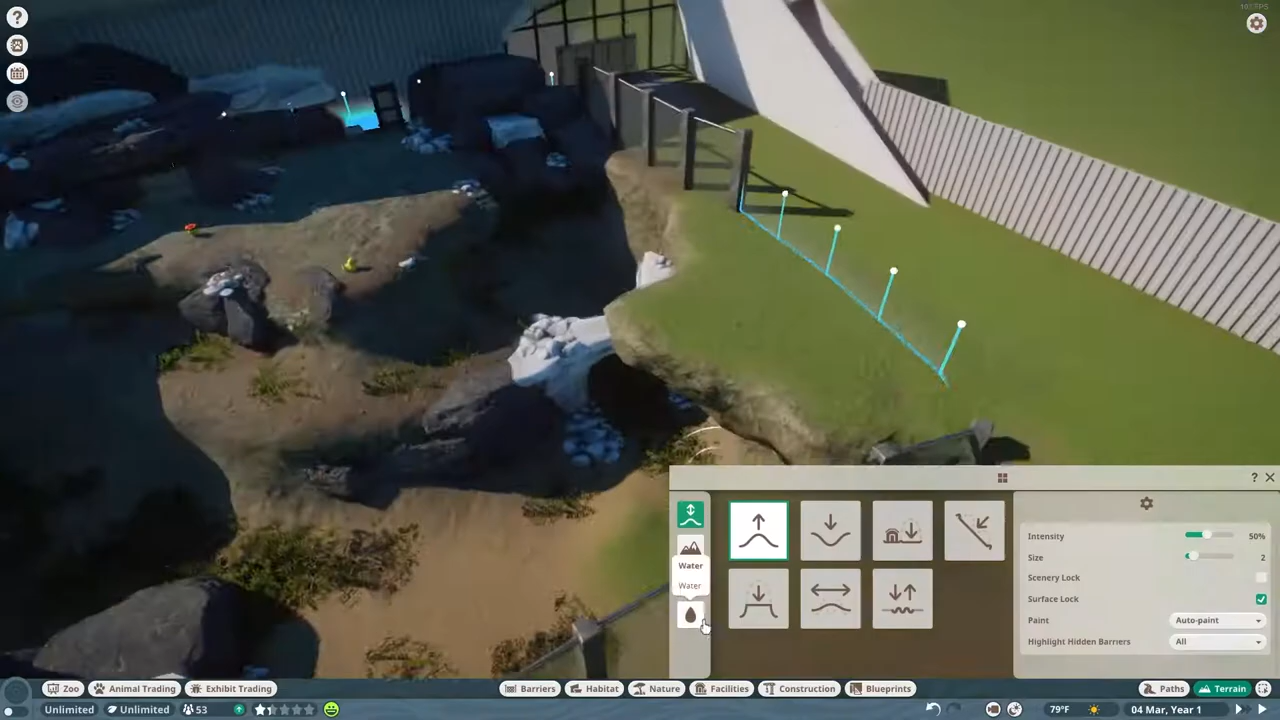 ?
Water
Water
? ×
Intensity 50%
Size 2
Scenery Lock
Surface Lock
Paint Auto-paint
Highlight Hidden Barriers All
Zoo Animal Trading Exhibit Trading Barriers Habitat Nature Facilities Construction Blueprints Paths Terrain
Unlimited Unlimited 53 79°F 04 Mar, Year 1